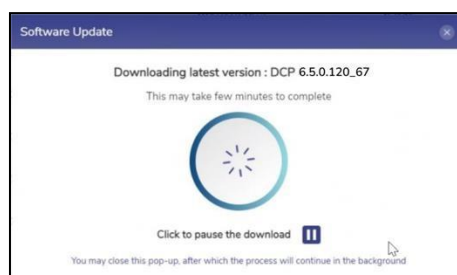 Software Update
Downloading latest version : DCP 6.5.0.120_67
This may take few minutes to complete
Click to pause the download
You may close this pop-up, after which the process will continue in the background